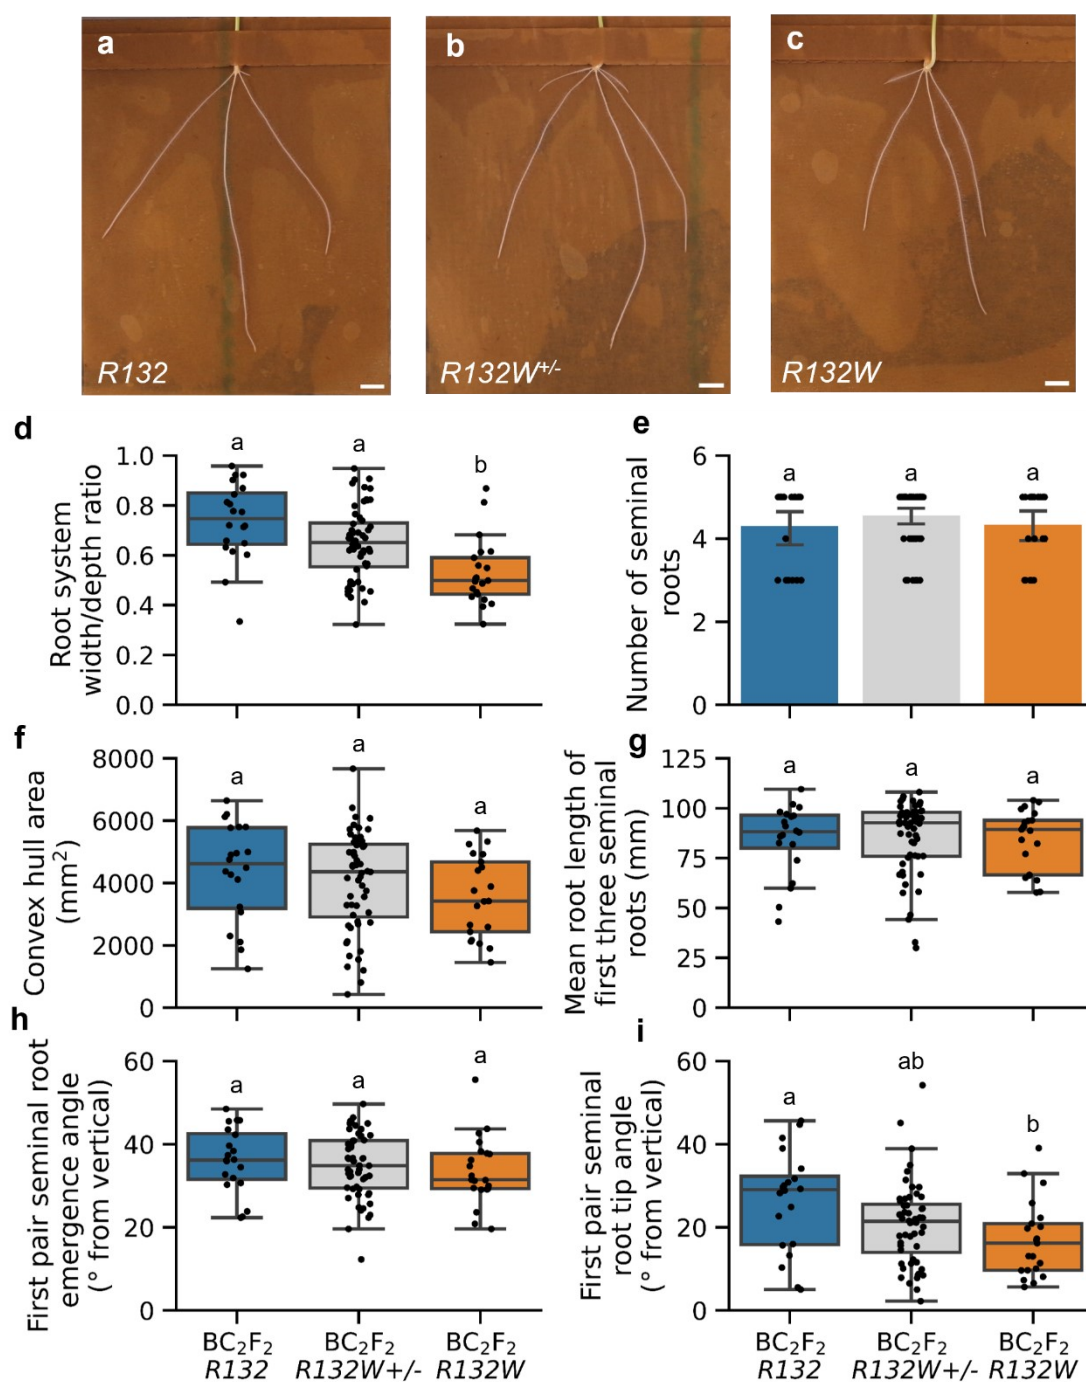 a
b
c
R132
R132W+/-
R132W
d
Root system
width/depth ratio
1.0
0.8
0.6
0.4
0.2
0.0
a
a
b
e
Number of seminal
roots
6
4
2
0
a
a
a
f
Convex hull area
(mm²)
8000
6000
4000
2000
0
a
a
a
g
Mean root length of
first three seminal
roots (mm)
125
100
75
50
25
0
a
a
a
h
First pair seminal root
emergence angle
(° from vertical)
60
40
20
0
a
a
a
BC₂F₂
R132
BC₂F₂
R132W+/-
BC₂F₂
R132W
i
First pair seminal
root tip angle
(° from vertical)
60
40
20
0
a
ab
b
BC₂F₂
R132
BC₂F₂
R132W+/-
BC₂F₂
R132W